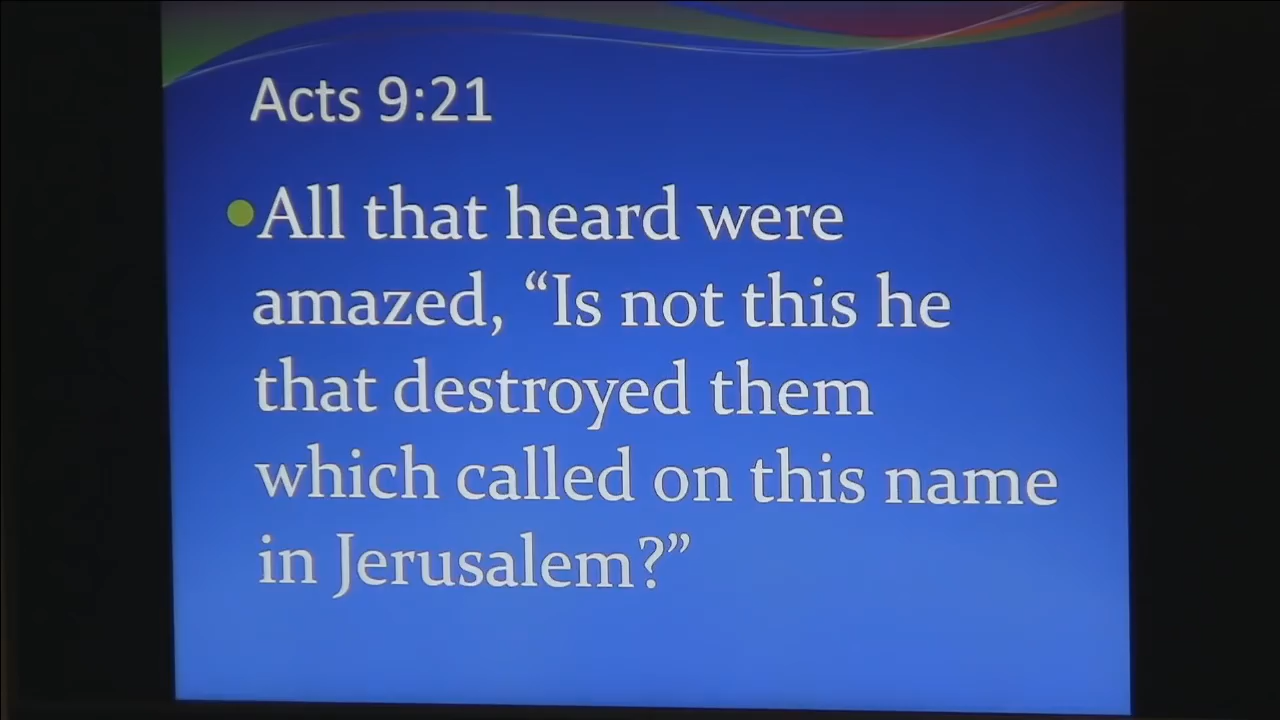 Acts 9:21
•All that heard were
amazed, “Is not this he
that destroyed them
which called on this name
in Jerusalem?”